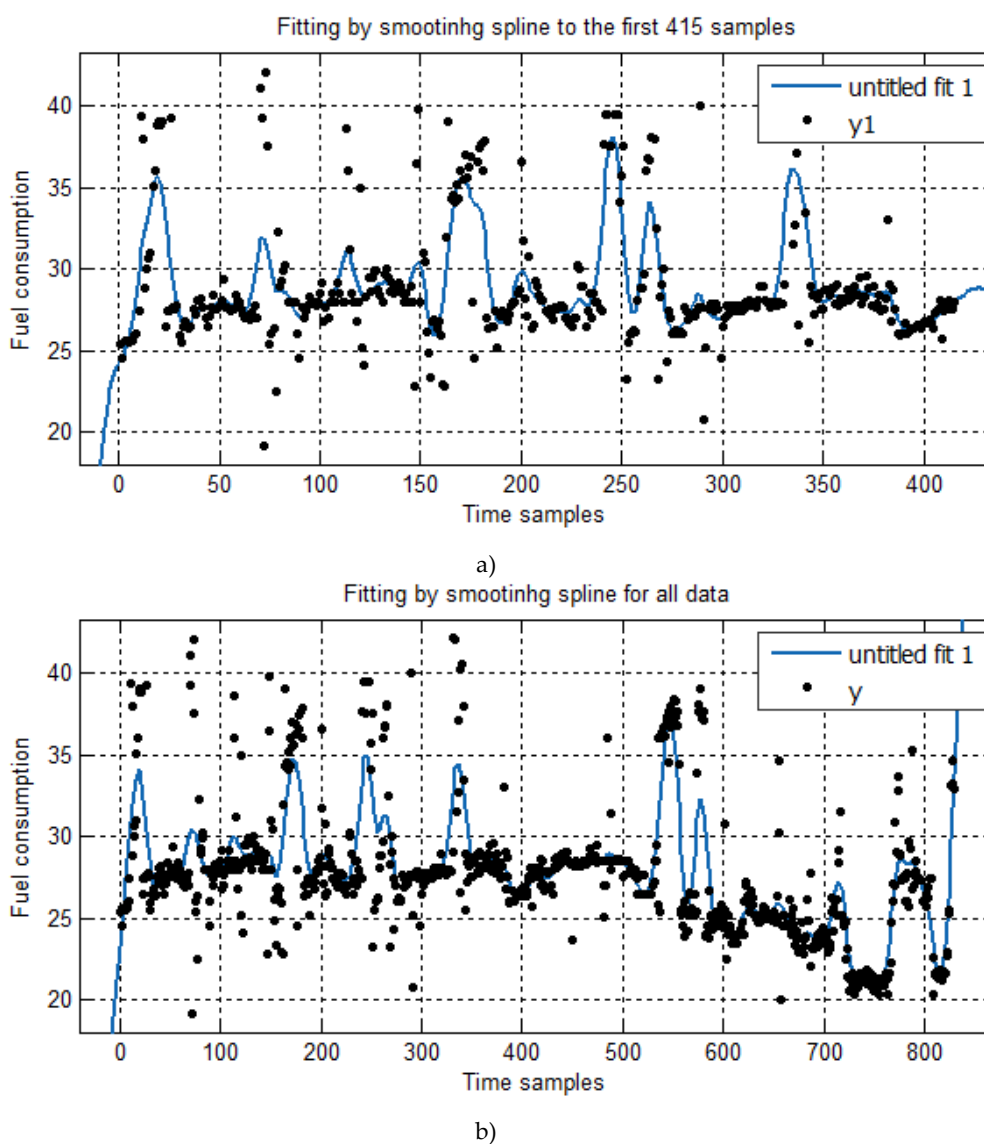 Fitting by smootinhg spline to the first 415 samples
untitled fit 1
y1
40
35
30
25
20
Fuel consumption
0 50 100 150 200 250 300 350 400
Time samples
a)
Fitting by smootinhg spline for all data
untitled fit 1
y
40
35
30
25
20
Fuel consumption
0 100 200 300 400 500 600 700 800
Time samples
b)